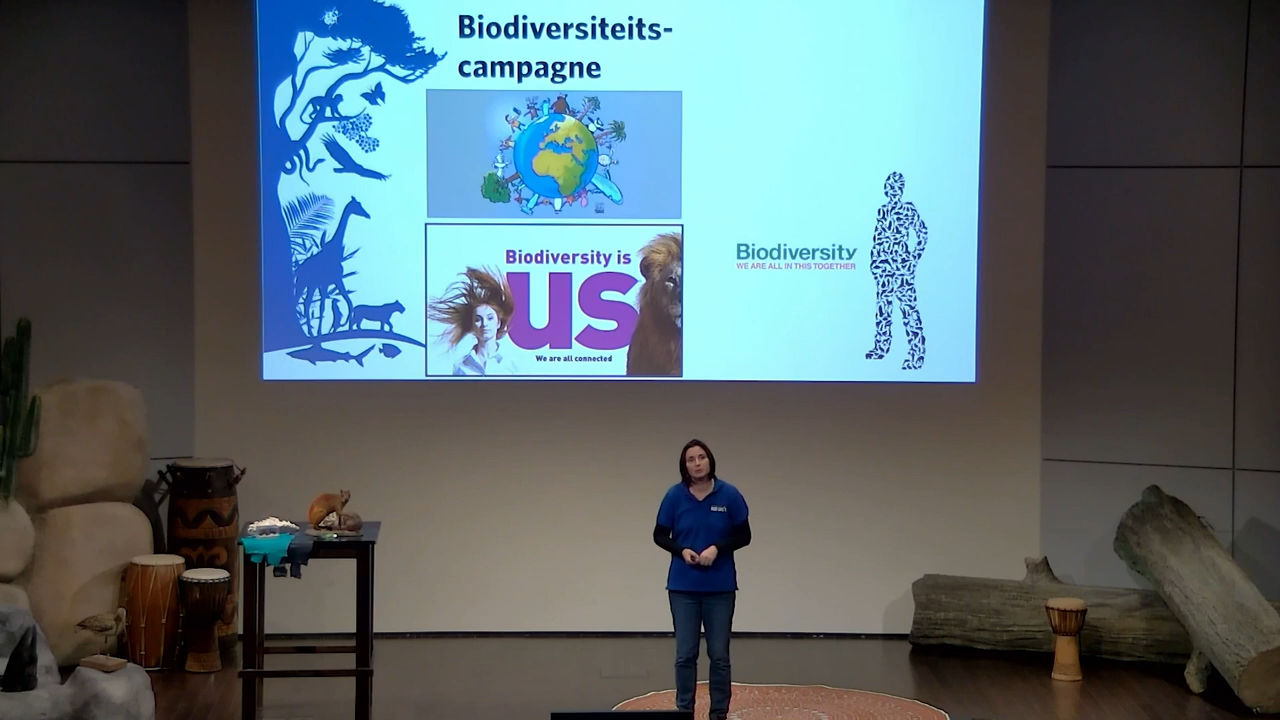 Biodiversiteits-
campagne
Biodiversity is
us
We are all connected
Biodiversity
WE ARE ALL IN THIS TOGETHER